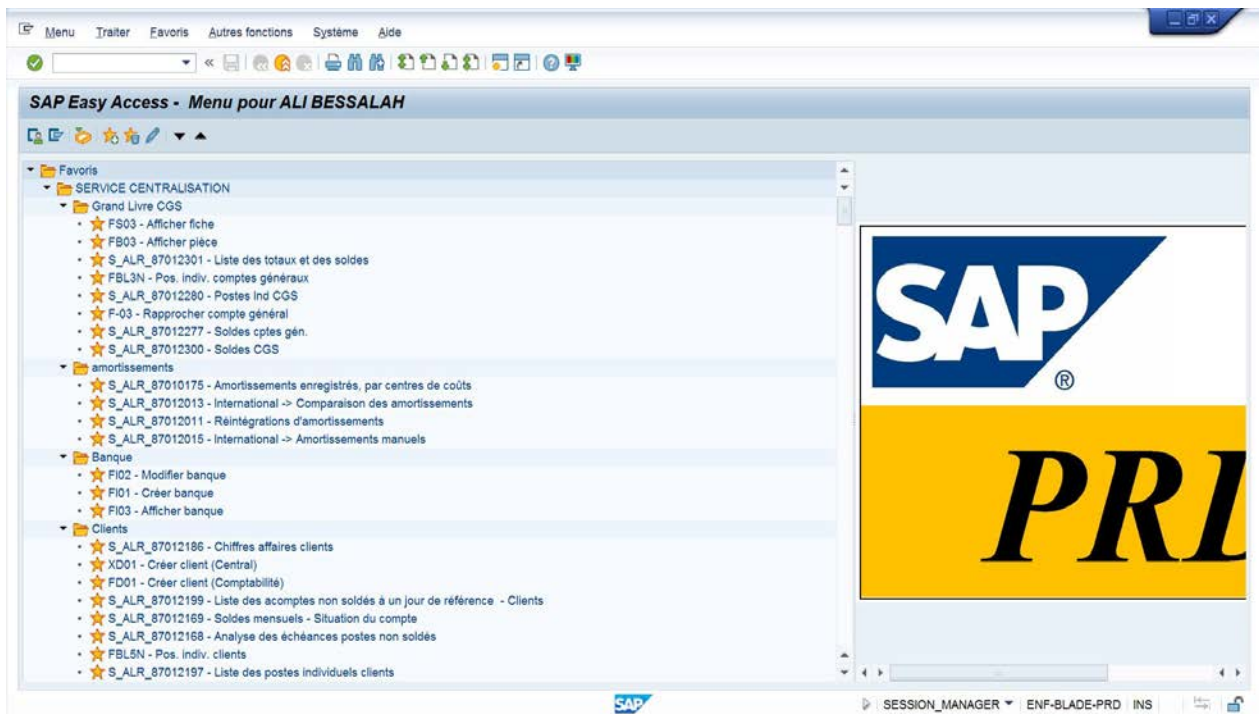 Menu Traiter Favoris Autres fonctions Système Aide
SAP Easy Access - Menu pour ALI BESSALAH
Favoris
SERVICE CENTRALISATION
Grand Livre CGS
FS03 - Afficher fiche
FB03 - Afficher pièce
S_ALR_87012301 - Liste des totaux et des soldes
FBL3N - Pos. indiv. comptes généraux
S_ALR_87012280 - Postes Ind CGS
F-03 - Rapprocher compte général
S_ALR_87012277 - Soldes cptes gén.
S_ALR_87012300 - Soldes CGS
amortissements
S_ALR_87010175 - Amortissements enregistrés, par centres de coûts
S_ALR_87012013 - International -> Comparaison des amortissements
S_ALR_87012011 - Réintégrations d'amortissements
S_ALR_87012015 - International -> Amortissements manuels
Banque
FI02 - Modifier banque
FI01 - Créer banque
FI03 - Afficher banque
Clients
S_ALR_87012186 - Chiffres affaires clients
XD01 - Créer client (Central)
FD01 - Créer client (Comptabilité)
S_ALR_87012199 - Liste des acomptes non soldés à un jour de référence - Clients
S_ALR_87012169 - Soldes mensuels - Situation du compte
S_ALR_87012168 - Analyse des échéances postes non soldés
FBL5N - Pos. indiv. clients
S_ALR_87012197 - Liste des postes individuels clients
SAP
®
PR
SAP
SESSION_MANAGER ENF-BLADE-PRD INS